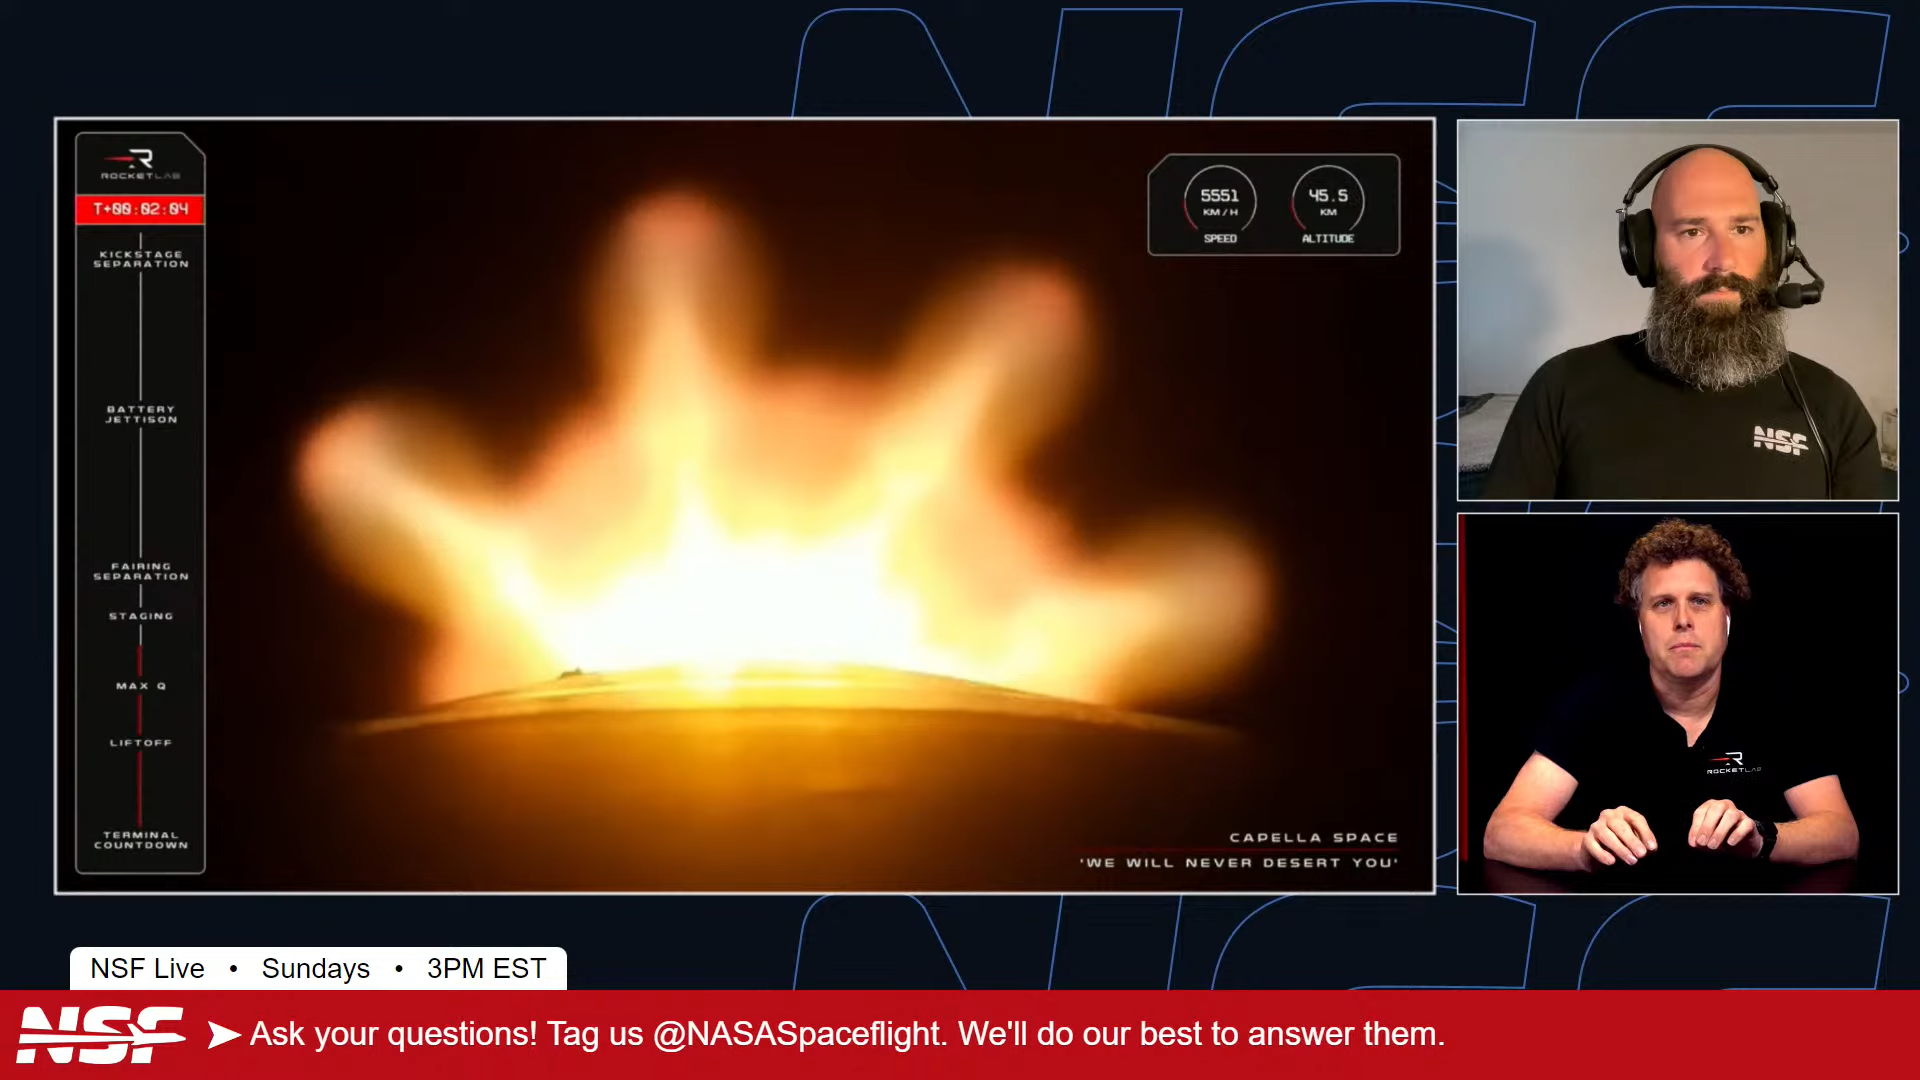 ROCKETLAB
T+00:02:04
KICKSTAGE
SEPARATION
BATTERY
JETTISON
FAIRING
SEPARATION
STAGING
MAX Q
LIFTOFF
TERMINAL
COUNTDOWN
5551
KM/H
SPEED
45.5
KM
ALTITUDE
CAPELLA SPACE
'WE WILL NEVER DESERT YOU'
NSF
ROCKETLAB
NSF Live • Sundays • 3PM EST
NSF
Ask your questions! Tag us @NASASpaceflight. We'll do our best to answer them.